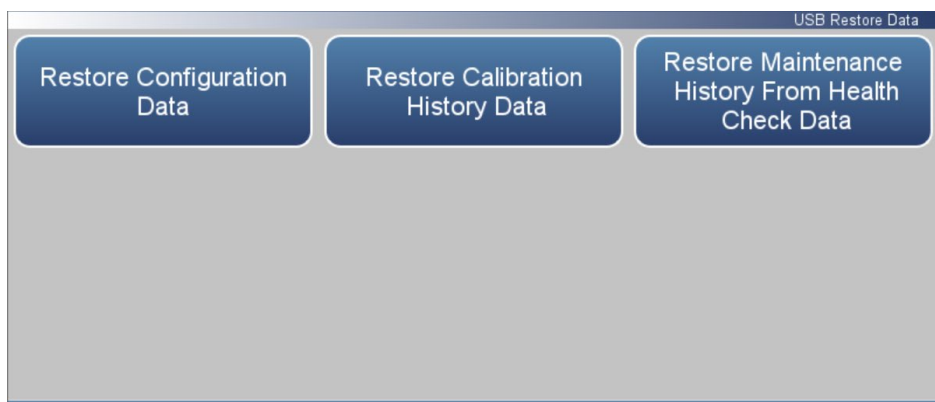 USB Restore Data
Restore Configuration
Data
Restore Calibration
History Data
Restore Maintenance
History From Health
Check Data